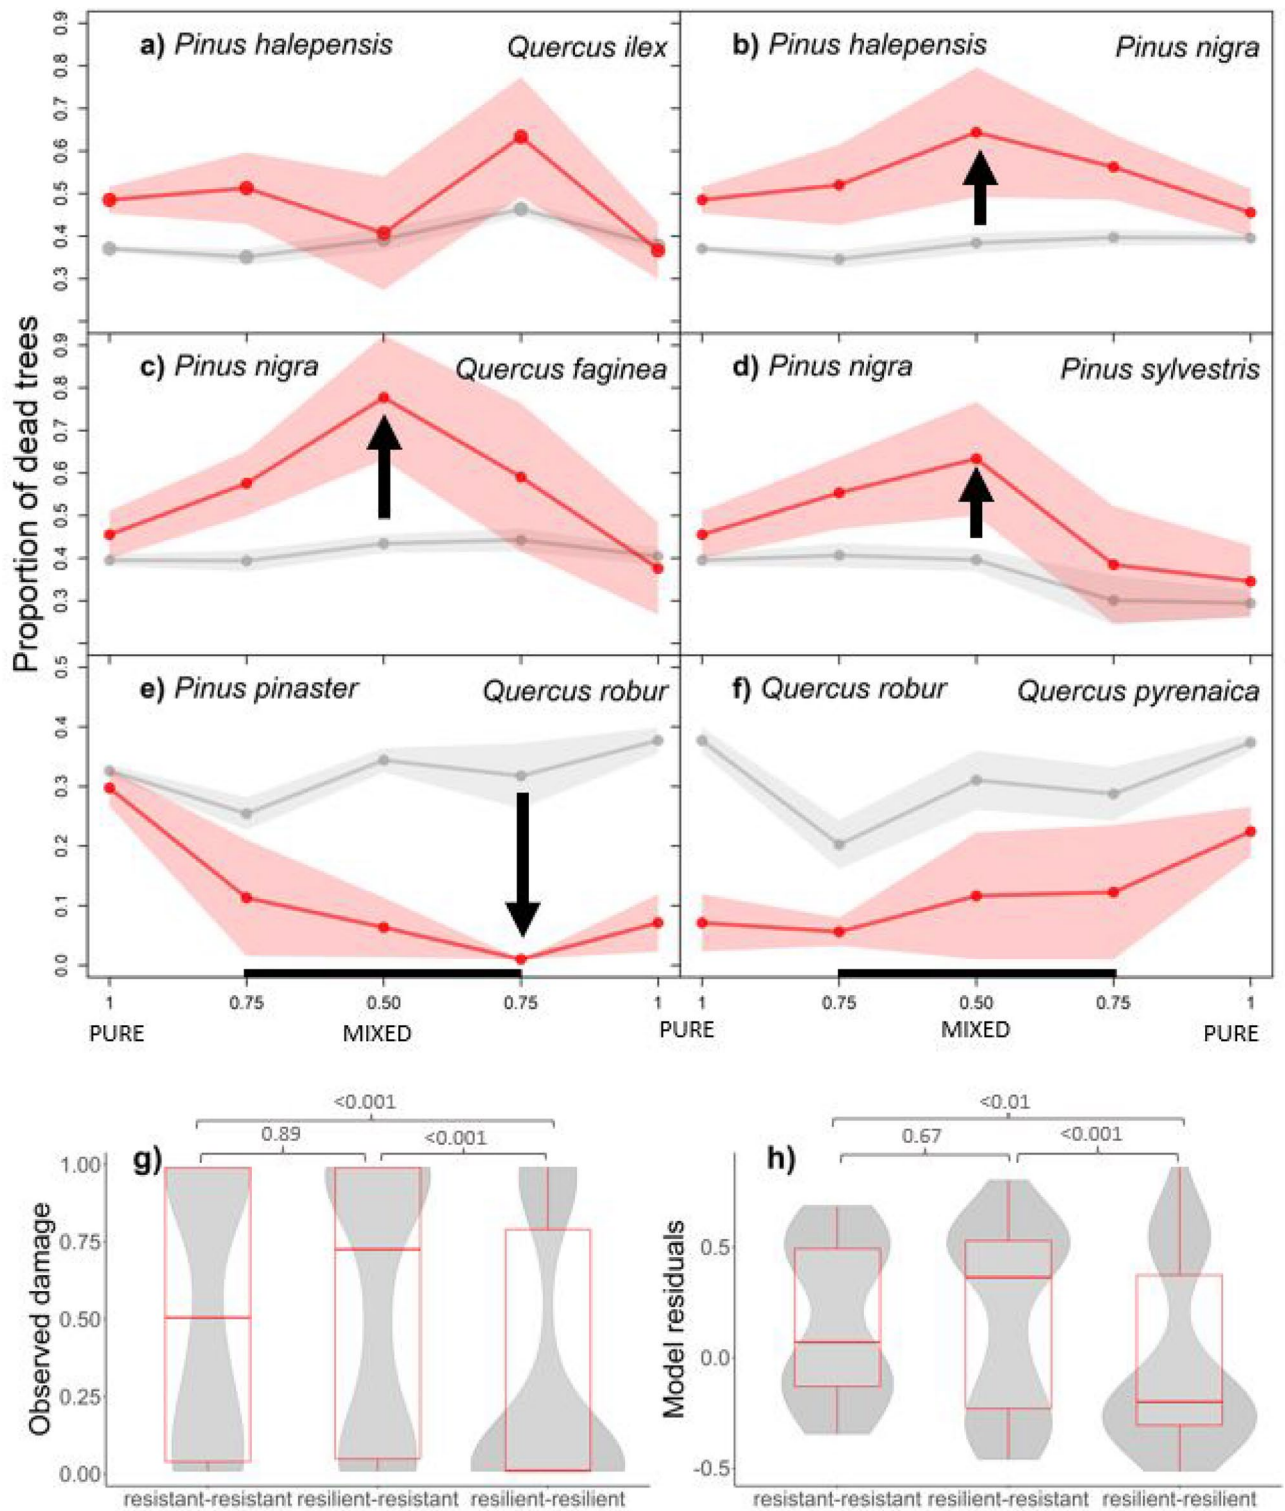 a) Pinus halepensis Quercus ilex
b) Pinus halepensis Pinus nigra
0.9
0.8
0.7
0.6
0.5
0.4
0.3
c) Pinus nigra Quercus faginea
d) Pinus nigra Pinus sylvestris
0.9
0.8
0.7
0.6
0.5
0.4
0.3
Proportion of dead trees
e) Pinus pinaster Quercus robur
f) Quercus robur Quercus pyrenaica
0.5
0.4
0.3
0.2
0.1
0.0
1 0.75 0.50 0.75 1 1 0.75 0.50 0.75 1
PURE MIXED PURE MIXED PURE
<0.001
0.89 <0.001
g)
1.00
0.75
0.50
0.25
0.00
Observed damage
resistant-resistant resilient-resistant resilient-resilient
<0.01
0.67 <0.001
h)
0.5
0.0
-0.5
Model residuals
resistant-resistant resilient-resistant resilient-resilient